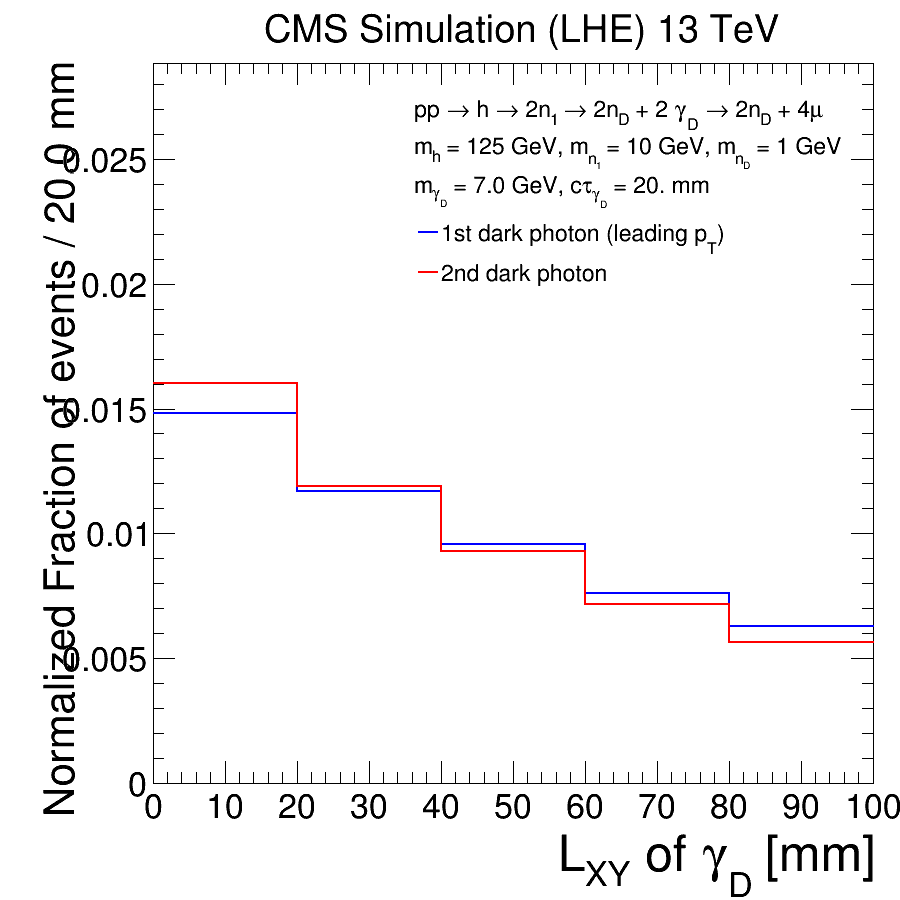 CMS Simulation (LHE) 13 TeV
pp → h → 2n1 → 2nD + 2 γD → 2nD + 4μ
mh = 125 GeV, mn1 = 10 GeV, mnD = 1 GeV
mγD = 7.0 GeV, cτγD = 20. mm
1st dark photon (leading pT)
2nd dark photon
Normalized Fraction of events / 20.0 mm
0.025
0.02
0.015
0.01
0.005
0
0 10 20 30 40 50 60 70 80 90 100
LXY of γD [mm]